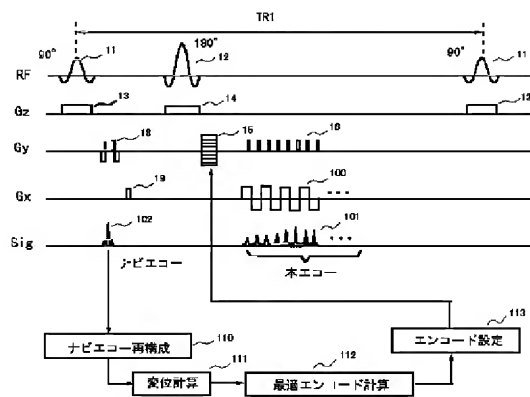 TR1
90° 11 180° 12 90° 11
RF
13 14 13
Gz
18 15 16
Gy
19 100
Gx
102 101
Sig
ナビエコー 本エコー
110 113
ナビエコー再構成 エンコード設定
111 112
変位計算 最適エンコード計算